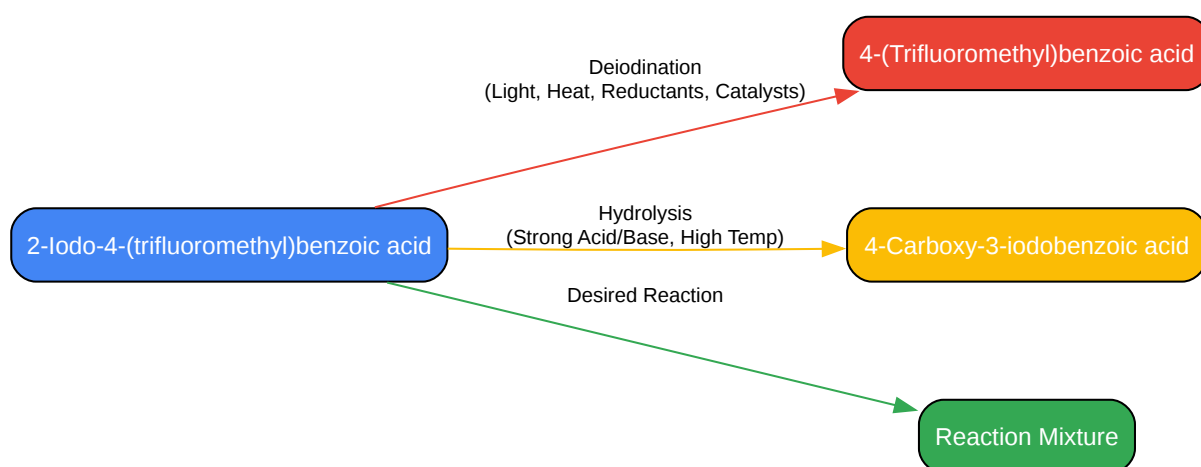 4-(Trifluoromethyl)benzoic acid
Deiodination
(Light, Heat, Reductants, Catalysts)
2-Iodo-4-(trifluoromethyl)benzoic acid
Hydrolysis
(Strong Acid/Base, High Temp)
4-Carboxy-3-iodobenzoic acid
Desired Reaction
Reaction Mixture